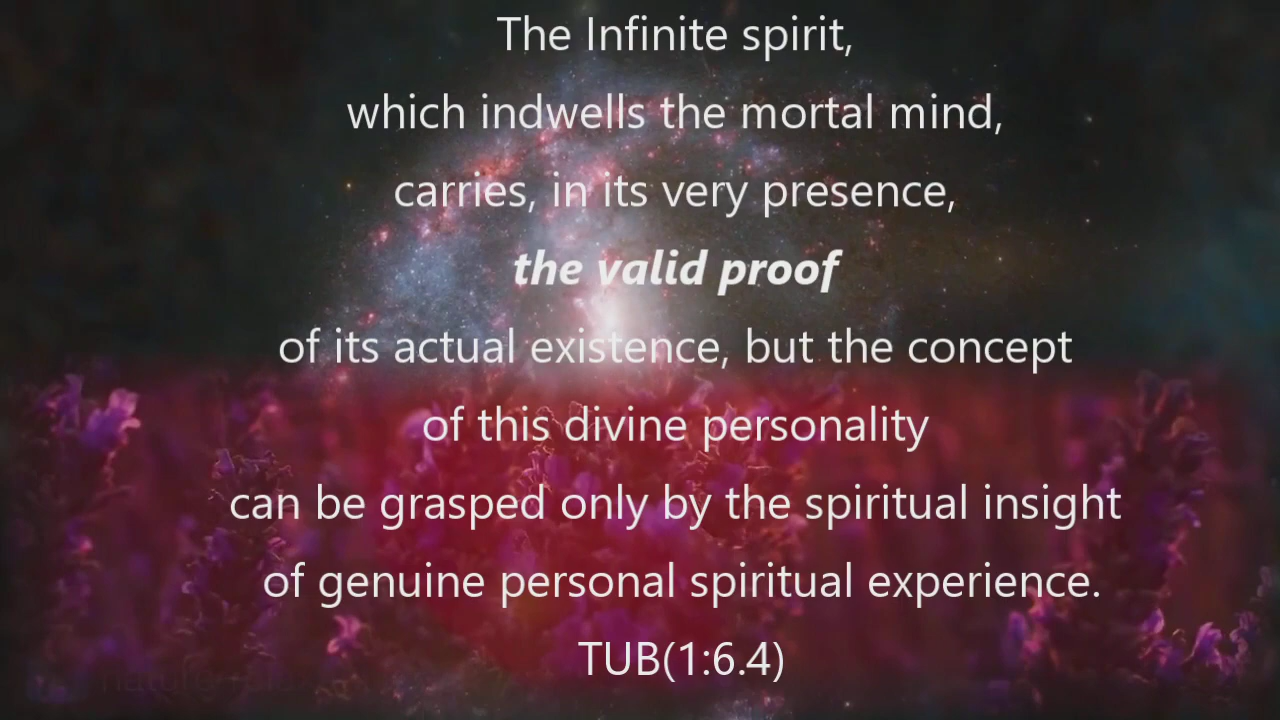 The Infinite spirit,
which indwells the mortal mind,
carries, in its very presence,
the valid proof
of its actual existence, but the concept
of this divine personality
can be grasped only by the spiritual insight
of genuine personal spiritual experience.
TUB(1:6.4)